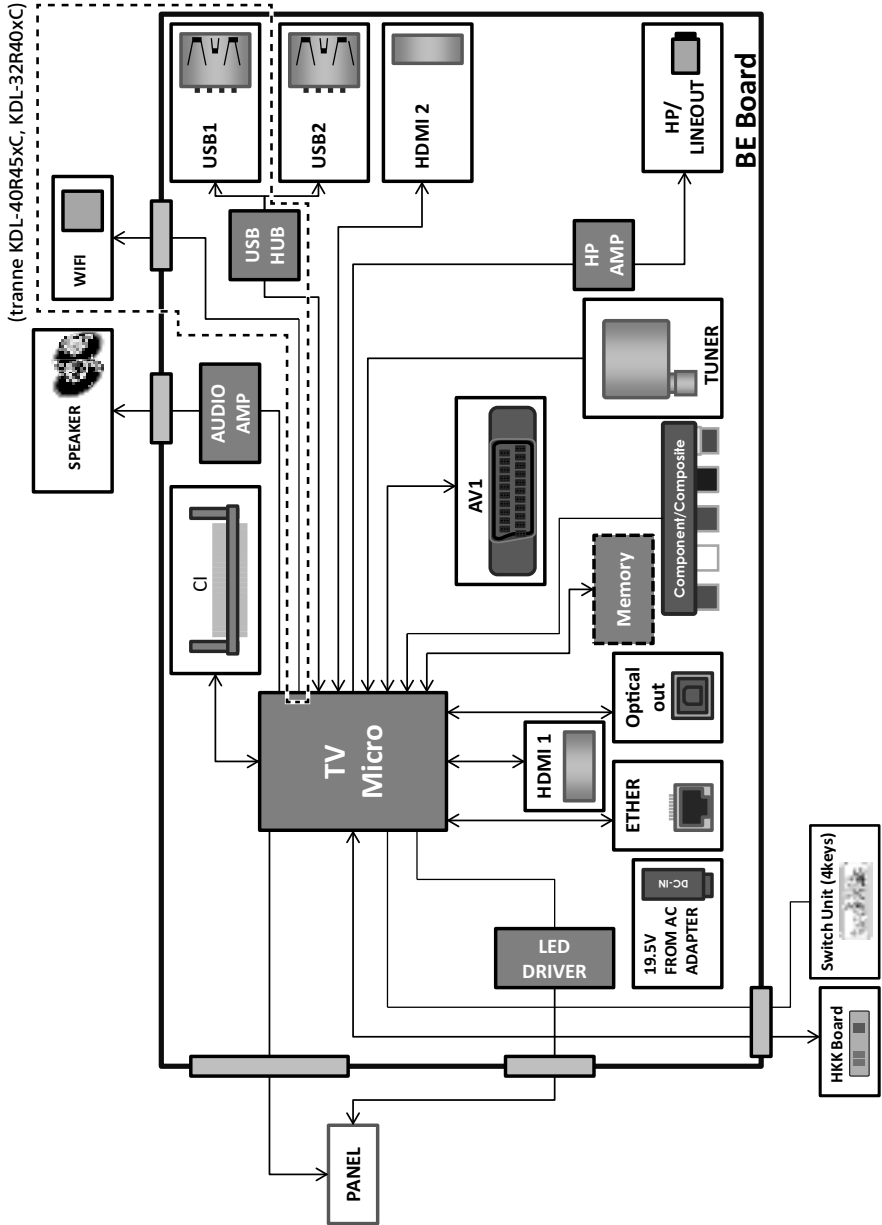 (tranne KDL-40R45xC, KDL-32R40xC)
WIFI
SPEAKER
USB1
USB2
HDMI 2
HP/
LINEOUT
BE Board
USB
HUB
AUDIO
AMP
HP
AMP
CI
AV1
TUNER
Component/Composite
Memory
TV
Micro
HDMI 1
Optical
out
ETHER
DC-IN
19.5V
FROM AC
ADAPTER
LED
DRIVER
Switch Unit (4keys)
HKK Board
PANEL